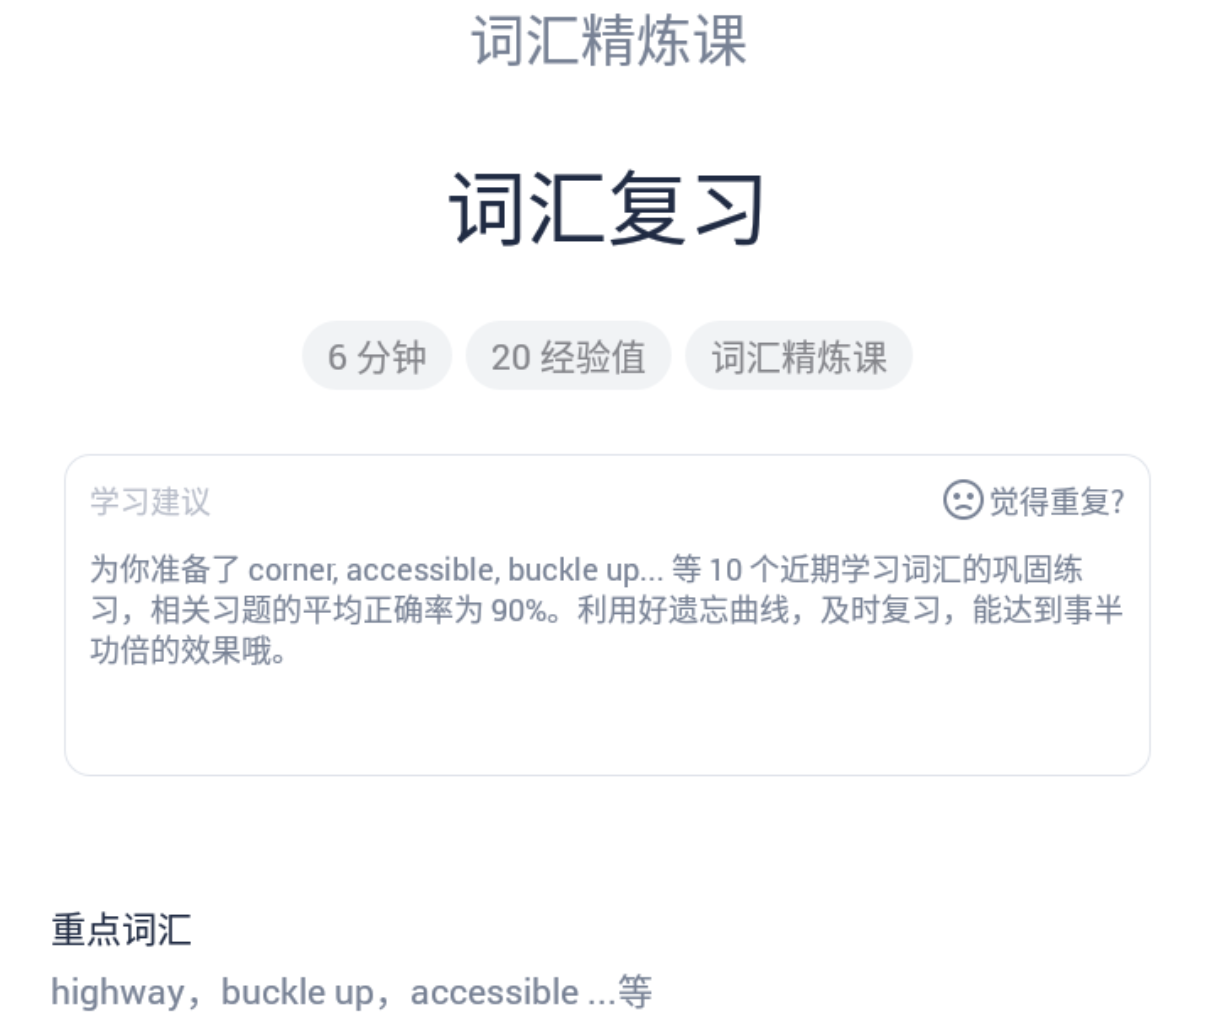 词汇精炼课
词汇复习
6 分钟 20 经验值 词汇精炼课
学习建议 觉得重复?
为你准备了 corner, accessible, buckle up... 等 10 个近期学习词汇的巩固练
习，相关习题的平均正确率为 90%。利用好遗忘曲线，及时复习，能达到事半
功倍的效果哦。
重点词汇
highway，buckle up，accessible ...等